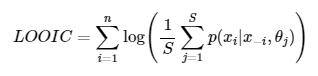 LOOIC = \sum_{i=1}^{n} \log \left( \frac{1}{S} \sum_{j=1}^{S} p(x_i | x_{-i}, \theta_j) \right)